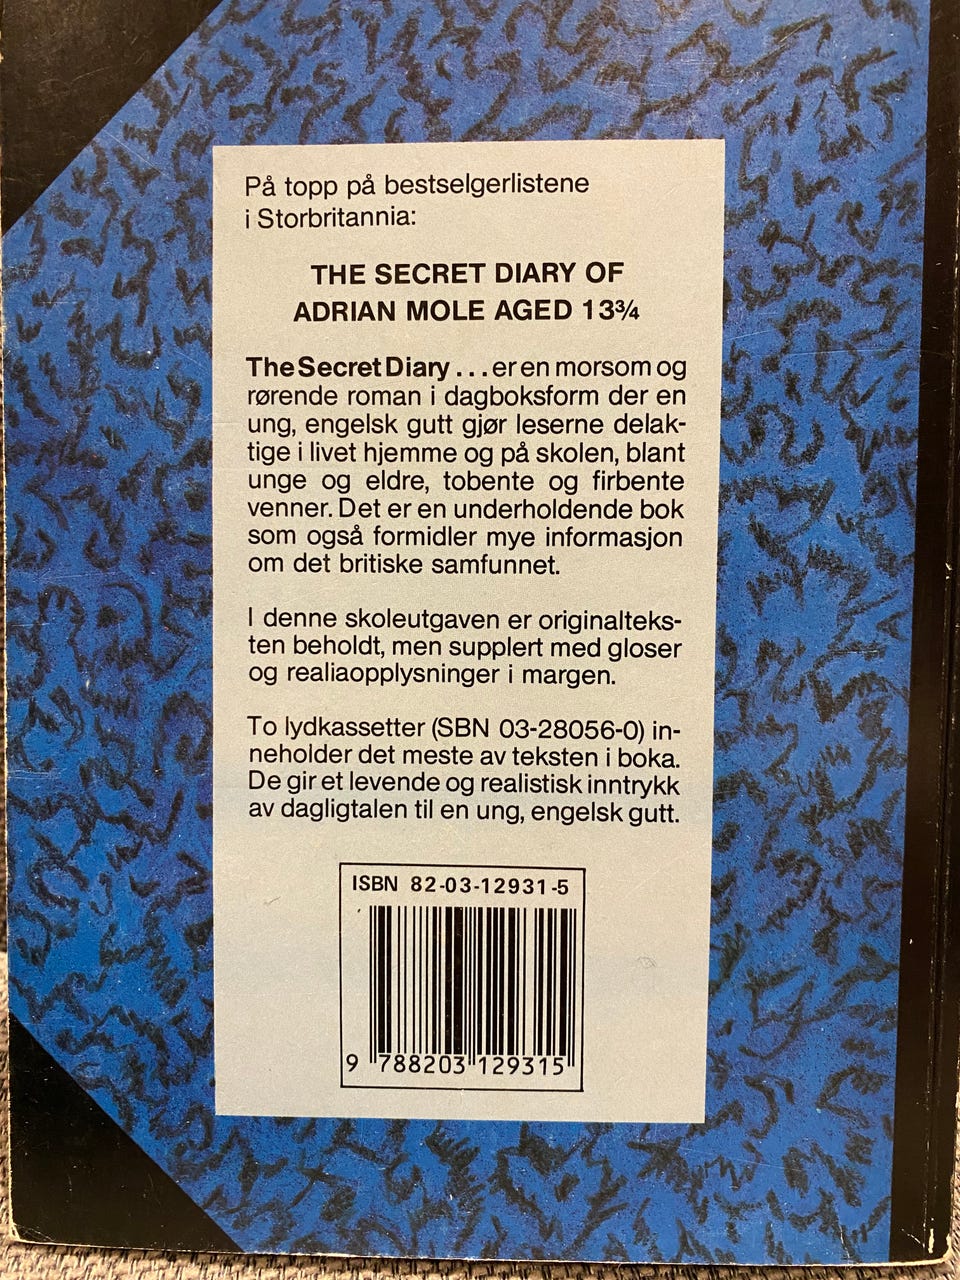 På topp på bestselgerlistene
i Storbritannia:
THE SECRET DIARY OF
ADRIAN MOLE AGED 13¾
The Secret Diary . . . er en morsom og
rørende roman i dagboksform der en
ung, engelsk gutt gjør leserne delak-
tige i livet hjemme og på skolen, blant
unge og eldre, tobente og firbente
venner. Det er en underholdende bok
som også formidler mye informasjon
om det britiske samfunnet.
I denne skoleutgaven er originalteks-
ten beholdt, men supplert med gloser
og realiaopplysninger i margen.
To lydkassetter (SBN 03-28056-0) in-
neholder det meste av teksten i boka.
De gir et levende og realistisk inntrykk
av dagligtalen til en ung, engelsk gutt.
ISBN 82-03-12931-5
9 788203 129315